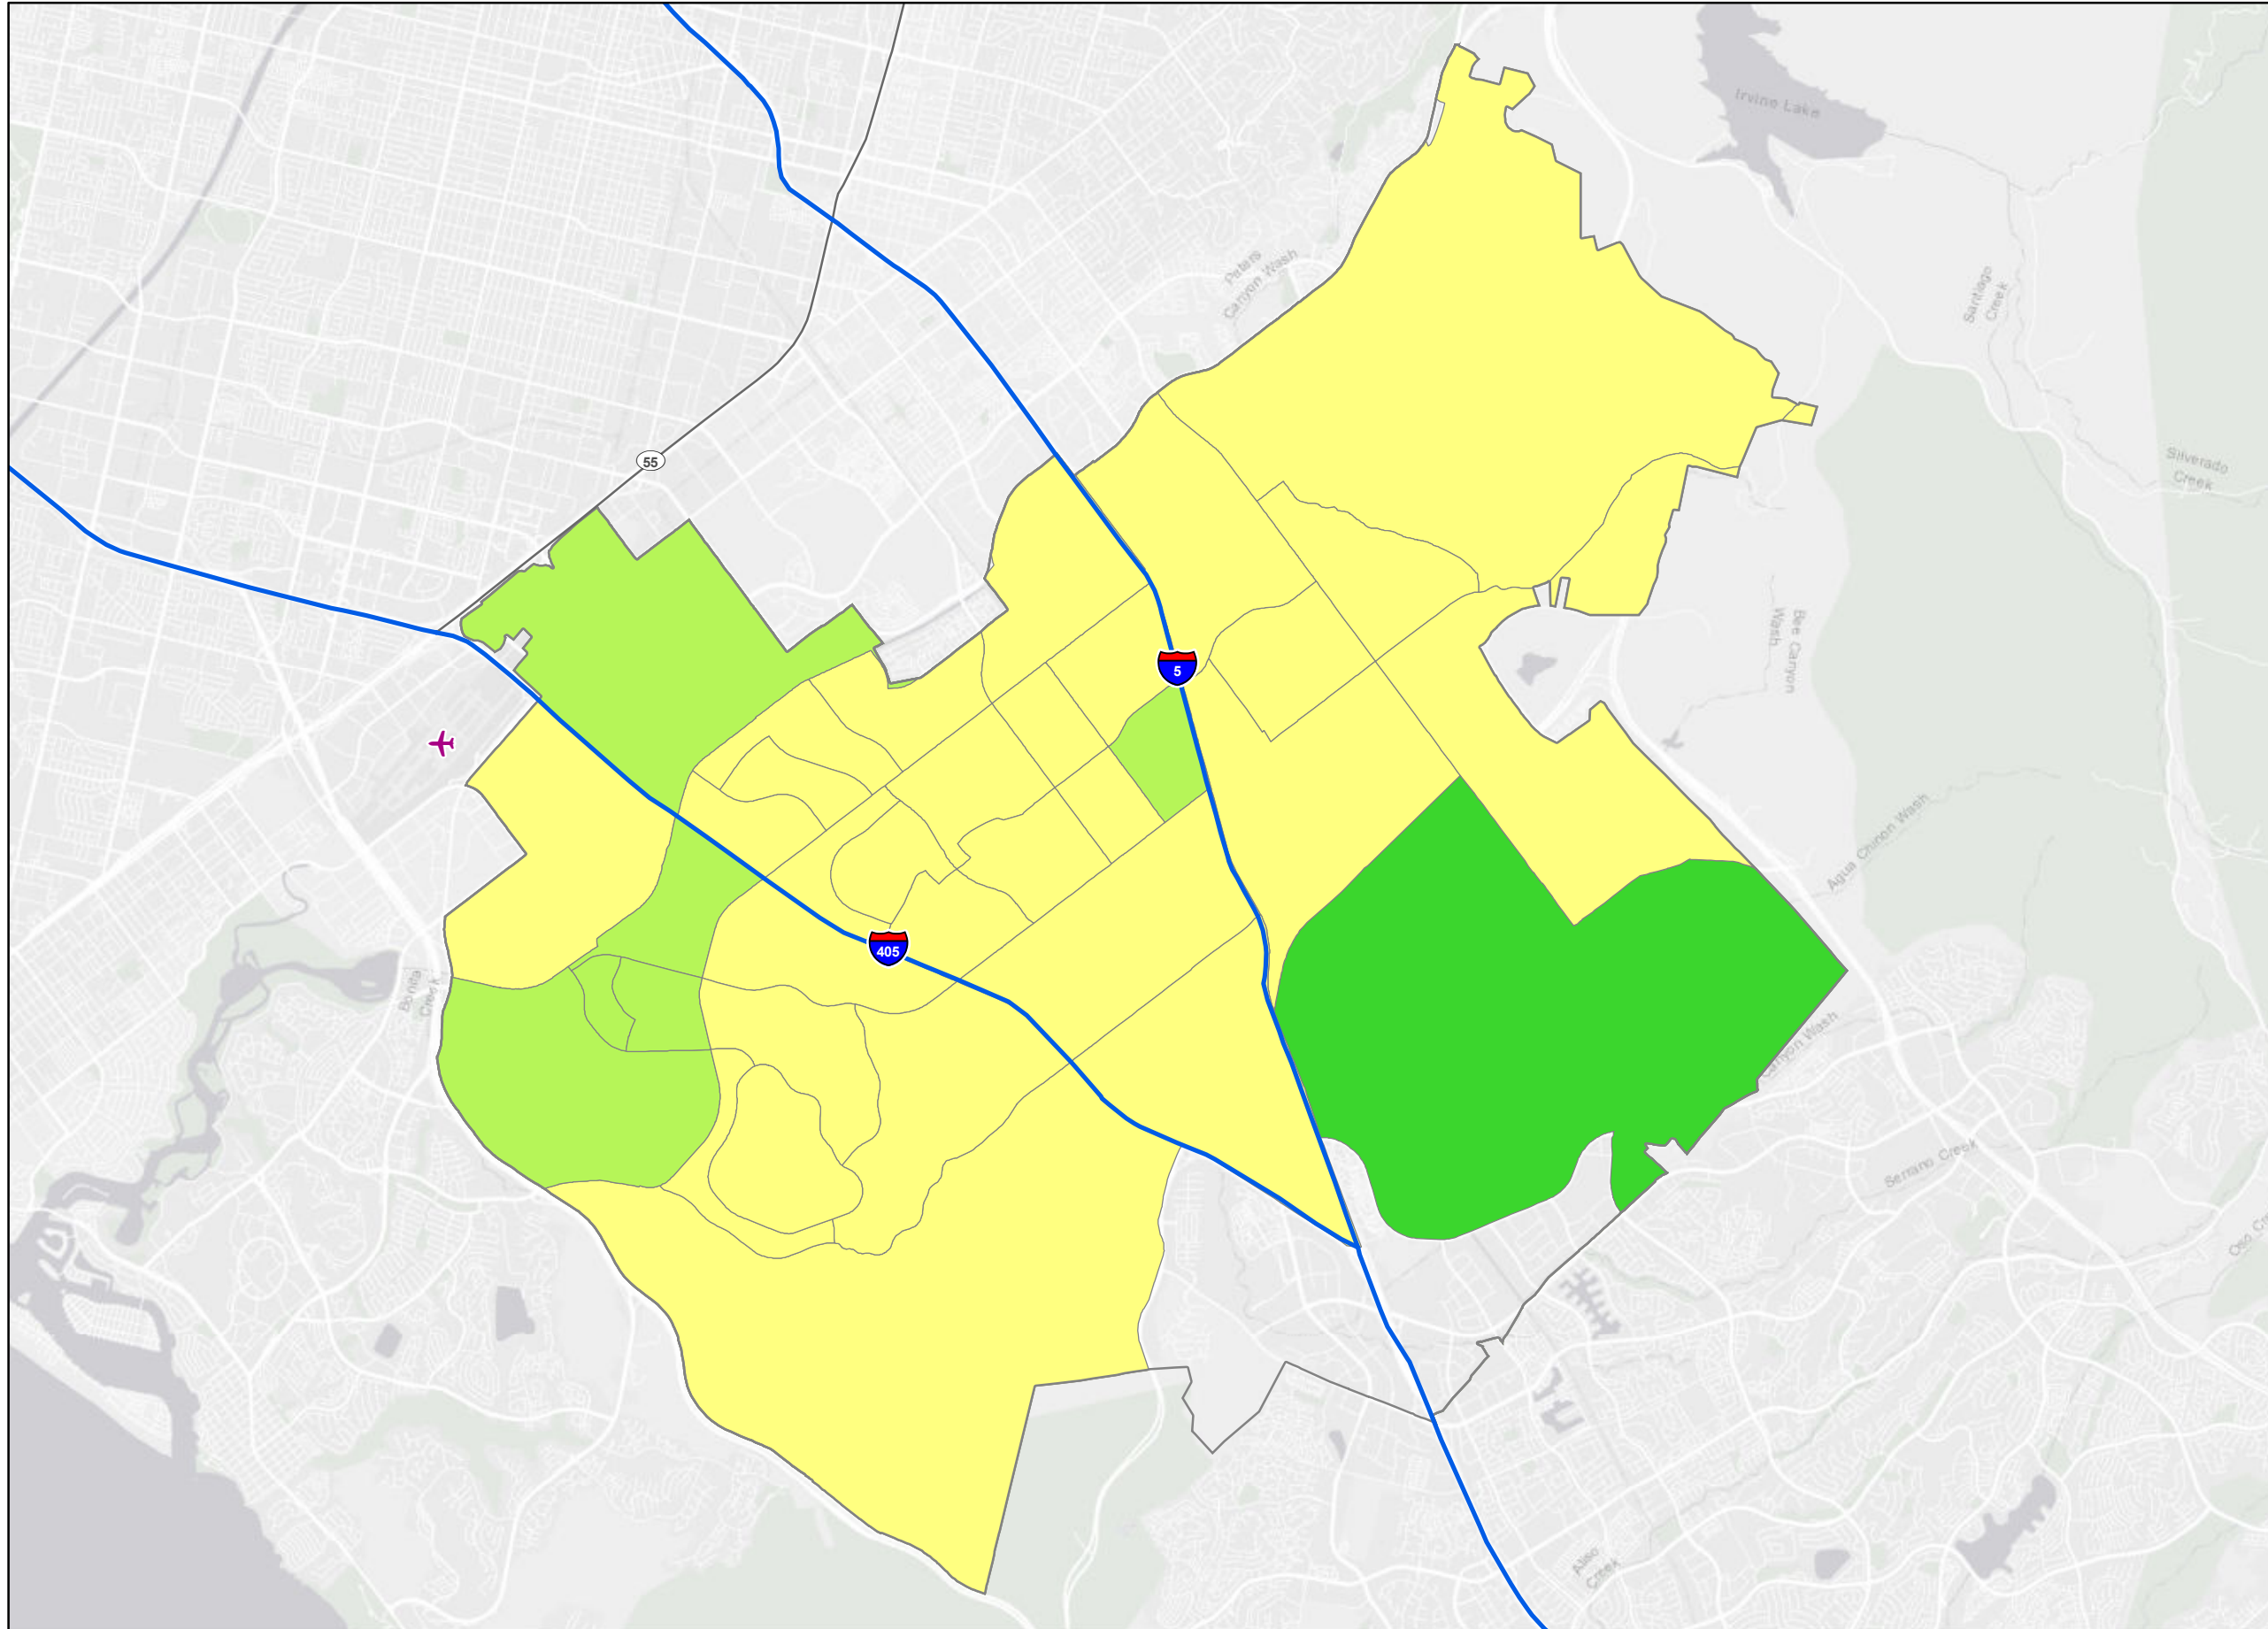 Irvine Lake
Peters
Canyon Wash
Santiago
Creek
Silverado
Creek
55
Bee Canyon
Wash
5
Agua Chinon Wash
405
Bonita
Creek
Canyon Wash
Serrano Creek
Oso
Aliso
Creek